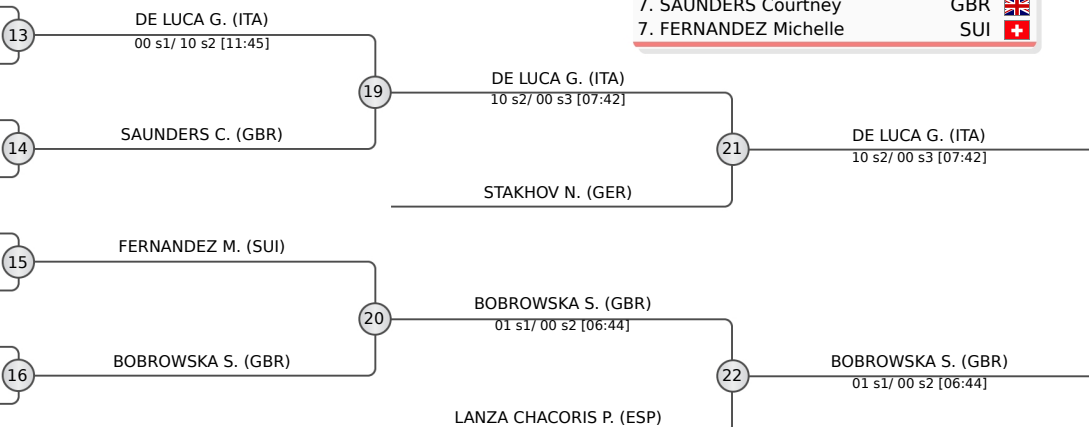 7. SAUNDERS Courtney GBR
7. FERNANDEZ Michelle SUI
DE LUCA G. (ITA)
13
00 s1/ 10 s2 [11:45]
19
DE LUCA G. (ITA)
10 s2/ 00 s3 [07:42]
SAUNDERS C. (GBR)
14
21
DE LUCA G. (ITA)
10 s2/ 00 s3 [07:42]
STAKHOV N. (GER)
FERNANDEZ M. (SUI)
15
20
BOBROWSKA S. (GBR)
01 s1/ 00 s2 [06:44]
BOBROWSKA S. (GBR)
16
22
BOBROWSKA S. (GBR)
01 s1/ 00 s2 [06:44]
LANZA CHACORIS P. (ESP)